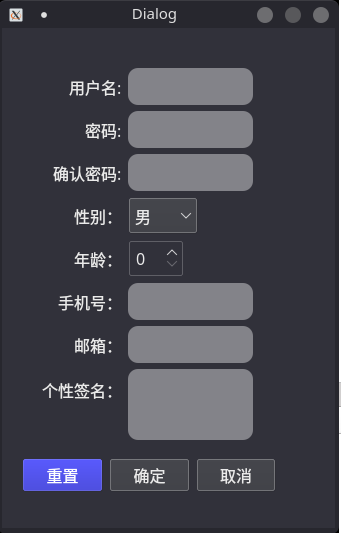 Dialog
用户名:
密码:
确认密码:
性别： 男
年龄： 0
手机号：
邮箱：
个性签名：
重置 确定 取消